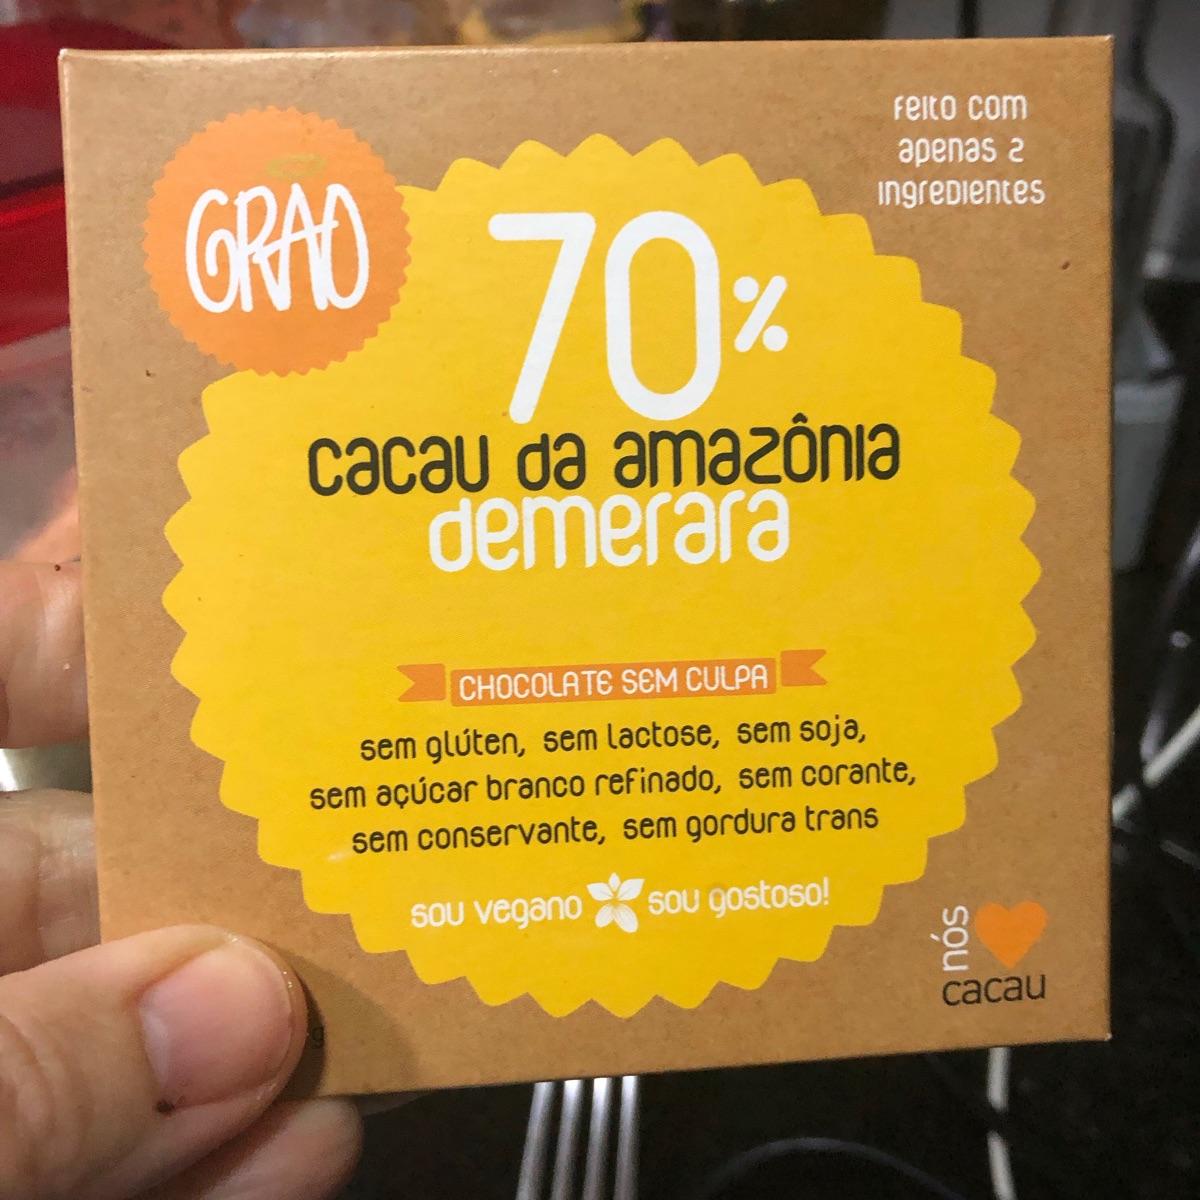 GRÃO
feito com
apenas 2
ingredientes
70%
cacau da amazônia
demerara
CHOCOLATE SEM CULPA
sem glúten, sem lactose, sem soja,
sem açúcar branco refinado, sem corante,
sem conservante, sem gordura trans
sou vegano sou gostoso!
nós
cacau
g